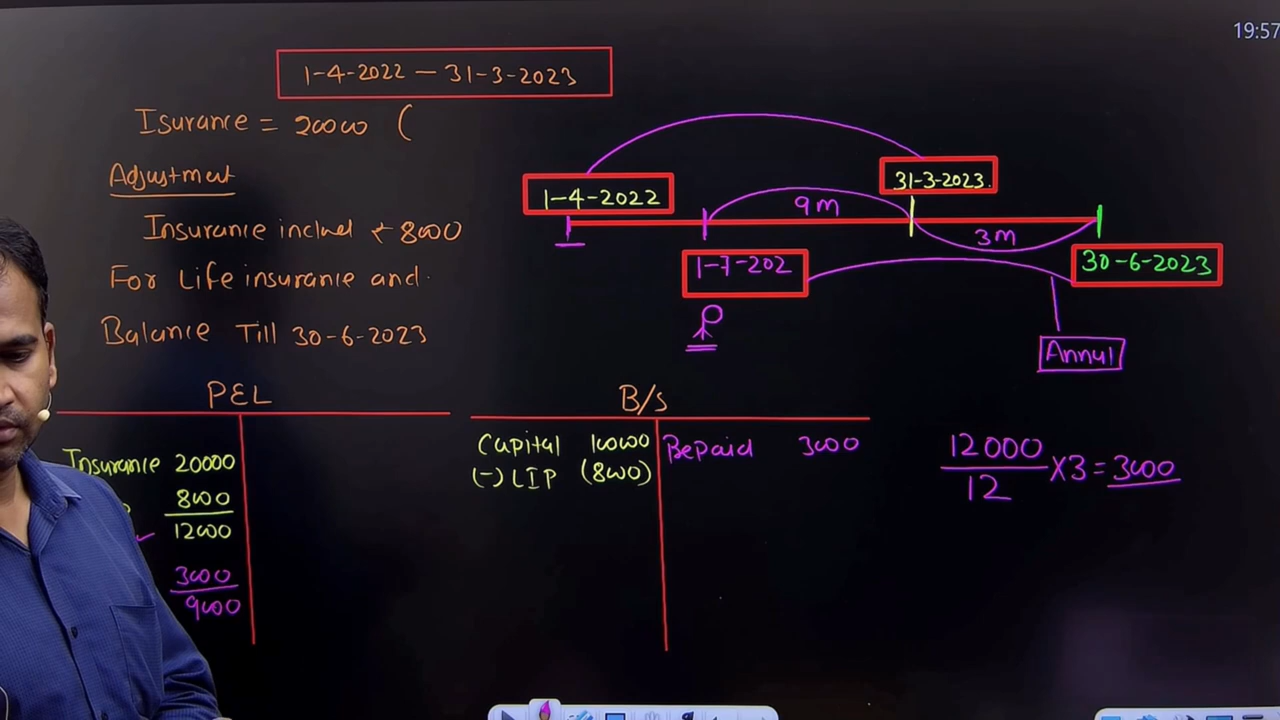 19:57
1-4-2022 — 31-3-2023
Isurance = 20000 (
Adjustment
Insurance includ ₹ 8000
For Life insurance and
Balance Till 30-6-2023
1-4-2022
31-3-2023.
9M
3M
1-7-202
30-6-2023
Annul
P&L
Insurance 20000
8000
12000
3000
9000
B/s
Capital 100000
(-) LIP (8000)
Prepaid 3000
12000
12
X3 = 3000